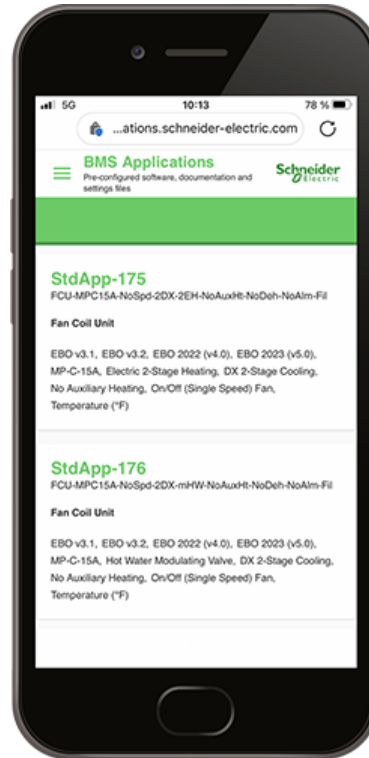 5G 10:13 78 %
...ations.schneider-electric.com
BMS Applications
Pre-configured software, documentation and
settings files
Schneider
Electric
StdApp-175
FCU-MPC15A-NoSpd-2DX-2EH-NoAuxHt-NoDeh-NoAlm-Fil
Fan Coil Unit
EBO v3.1, EBO v3.2, EBO 2022 (v4.0), EBO 2023 (v5.0),
MP-C-15A, Electric 2-Stage Heating, DX 2-Stage Cooling,
No Auxiliary Heating, On/Off (Single Speed) Fan,
Temperature (°F)
StdApp-176
FCU-MPC15A-NoSpd-2DX-mHW-NoAuxHt-NoDeh-NoAlm-Fil
Fan Coil Unit
EBO v3.1, EBO v3.2, EBO 2022 (v4.0), EBO 2023 (v5.0),
MP-C-15A, Hot Water Modulating Valve, DX 2-Stage Cooling,
No Auxiliary Heating, On/Off (Single Speed) Fan,
Temperature (°F)